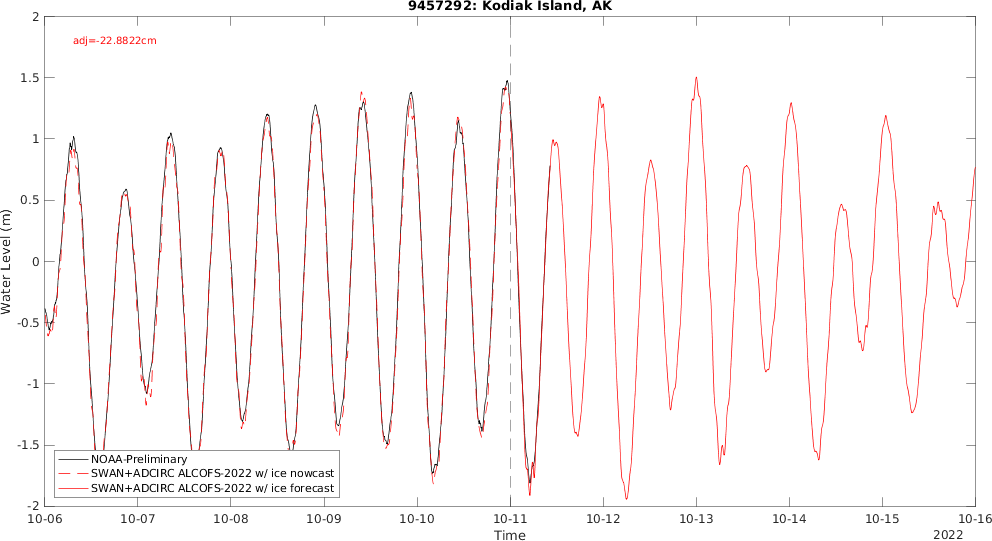 9457292: Kodiak Island, AK
adj=-22.8822cm
2
1.5
1
0.5
0
-0.5
-1
-1.5
-2
Water Level (m)
NOAA-Preliminary
SWAN+ADCIRC ALCOFS-2022 w/ ice nowcast
SWAN+ADCIRC ALCOFS-2022 w/ ice forecast
10-06 10-07 10-08 10-09 10-10 10-11 10-12 10-13 10-14 10-15 10-16
Time
2022